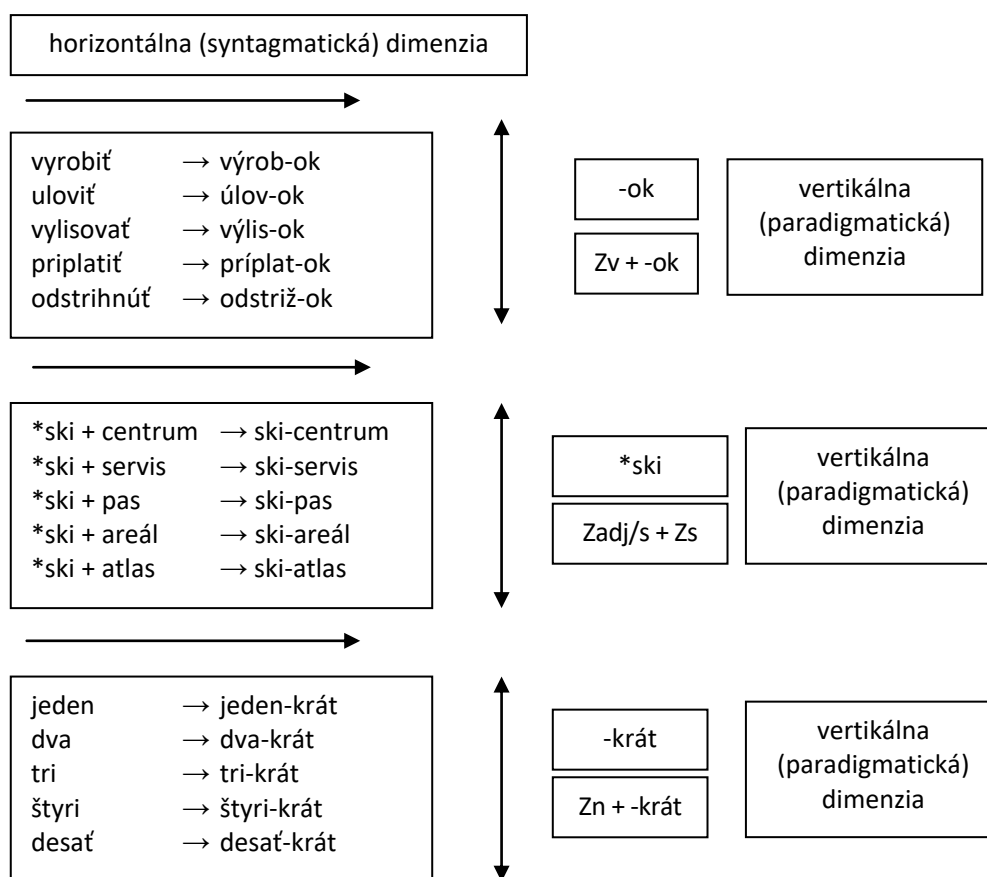 horizontálna (syntagmatická) dimenzia
vyrobiť → výrob-ok
uloviť → úlov-ok
vylisovať → výlis-ok
priplatiť → príplat-ok
odstrihnúť → odstriž-ok
-ok
Zv + -ok
vertikálna
(paradigmatická)
dimenzia
*ski + centrum → ski-centrum
*ski + servis → ski-servis
*ski + pas → ski-pas
*ski + areál → ski-areál
*ski + atlas → ski-atlas
*ski
Zadj/s + Zs
vertikálna
(paradigmatická)
dimenzia
jeden → jeden-krát
dva → dva-krát
tri → tri-krát
štyri → štyri-krát
desať → desať-krát
-krát
Zn + -krát
vertikálna
(paradigmatická)
dimenzia